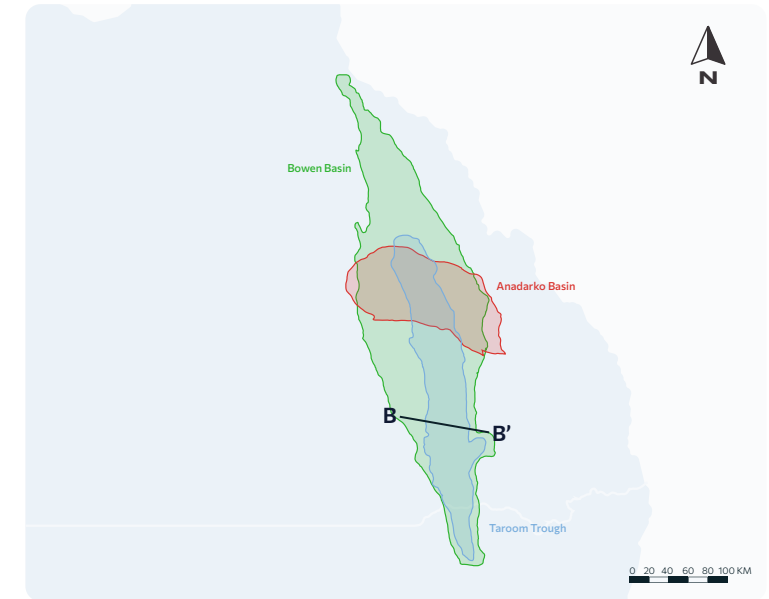 N
Bowen Basin
Anadarko Basin
B
B’
Taroom Trough
0 20 40 60 80 100 KM